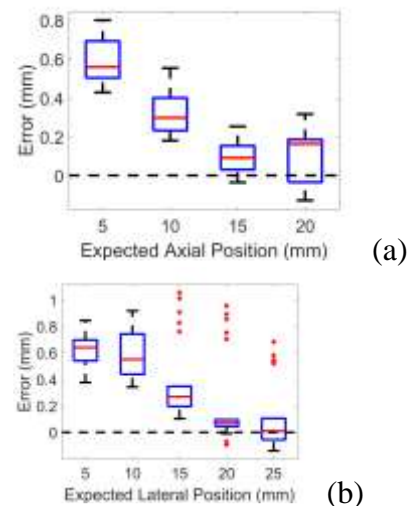 0.8
0.6
0.4
0.2
0
Error (mm)
5 10 15 20
Expected Axial Position (mm)
(a)
1
0.8
0.6
0.4
0.2
0
Error (mm)
5 10 15 20 25
Expected Lateral Position (mm)
(b)